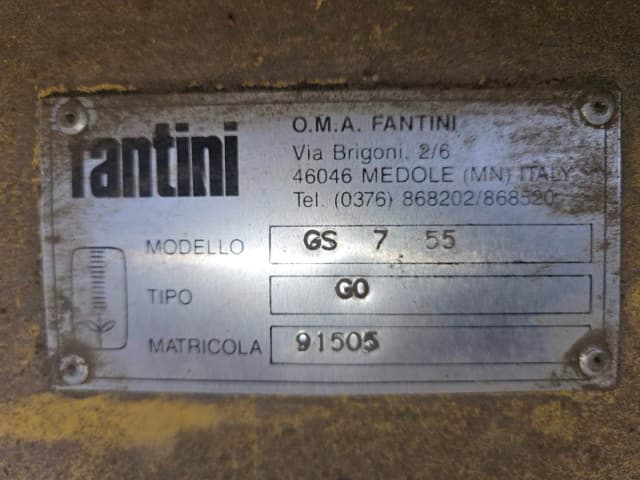 fantini
O.M.A. FANTINI
Via Brigoni, 2/6
46046 MEDOLE (MN) ITALY
Tel. (0376) 868202/868520
MODELLO GS 7 55
TIPO GO
MATRICOLA 91505